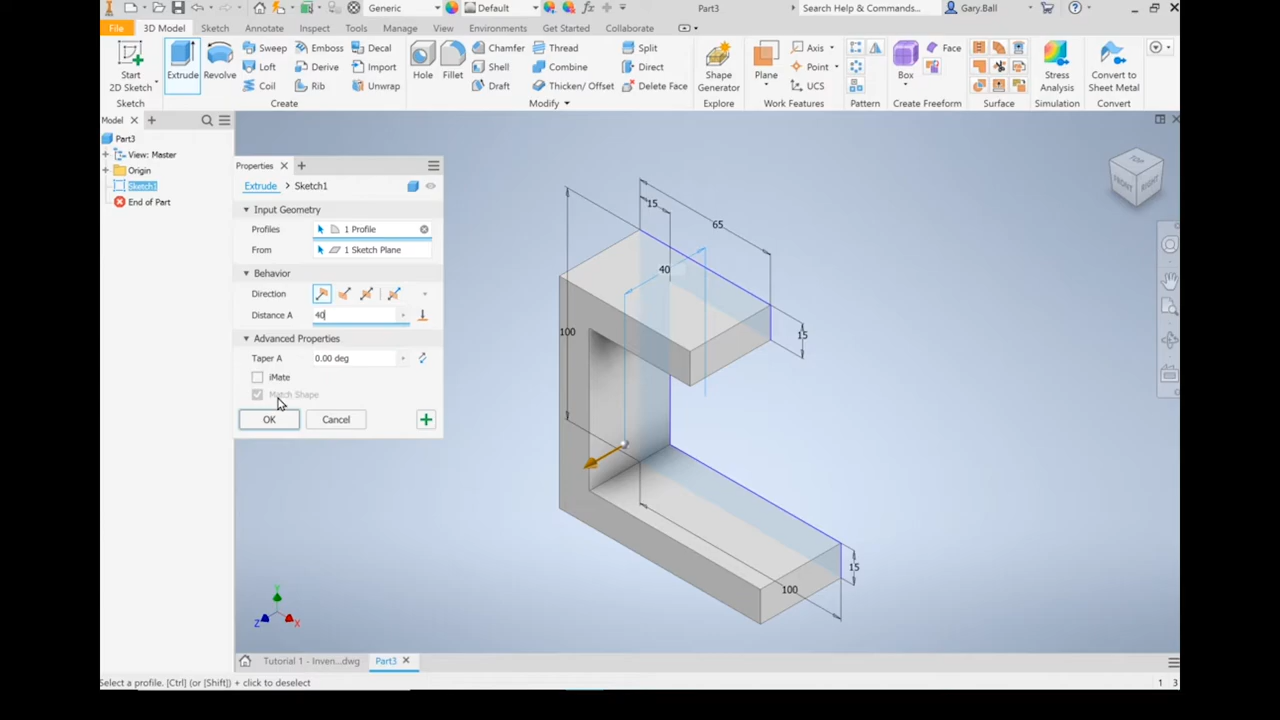 Generic Default Part3 Search Help & Commands... Gary.Ball
File 3D Model Sketch Annotate Inspect Tools Manage View Environments Get Started Collaborate
Start
2D Sketch
Extrude
Revolve
Sweep
Loft
Coil
Emboss
Derive
Rib
Decal
Import
Unwrap
Hole
Fillet
Chamfer
Shell
Draft
Thread
Combine
Thicken/ Offset
Split
Direct
Delete Face
Shape
Generator
Plane
Axis
Point
UCS
Box
Face
Stress
Analysis
Convert to
Sheet Metal
Sketch Create Modify Explore Work Features Pattern Create Freeform Surface Simulation Convert
Model
Part3
View: Master
Origin
Sketch1
End of Part
Properties
Extrude > Sketch1
Input Geometry
Profiles 1 Profile
From 1 Sketch Plane
Behavior
Direction
Distance A 40
Advanced Properties
Taper A 0.00 deg
iMate
Match Shape
OK Cancel
15
65
40
100
15
15
100
TOP
FRONT RIGHT
Y
Z X
Tutorial 1 - Inven...dwg Part3
Select a profile. [Ctrl] (or [Shift]) + click to deselect 1 3